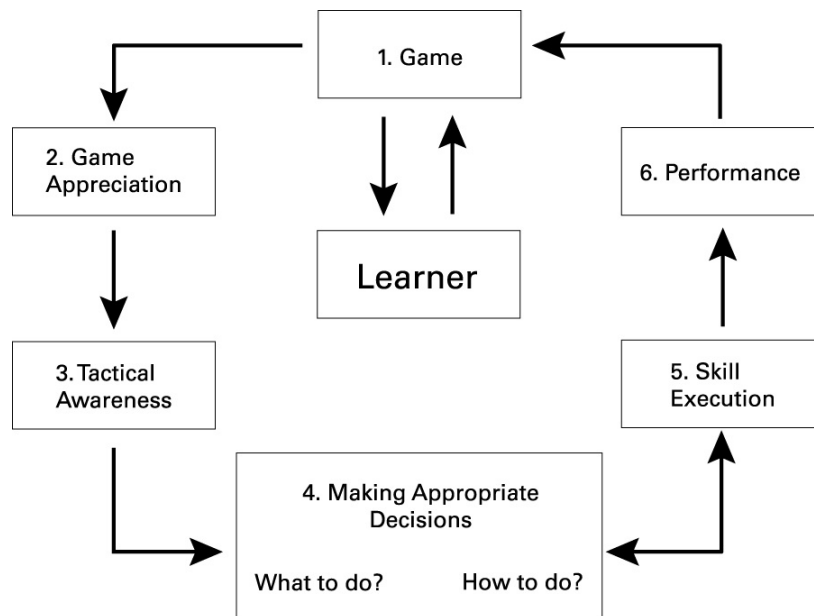 1. Game
2. Game
Appreciation
6. Performance
Learner
3. Tactical
Awareness
5. Skill
Execution
4. Making Appropriate
Decisions
What to do? How to do?